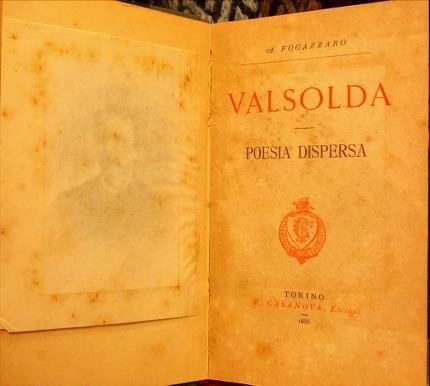 A. FOGAZZARO
VALSOLDA
POESIA DISPERSA
TORINO
F. CASANOVA, Editore